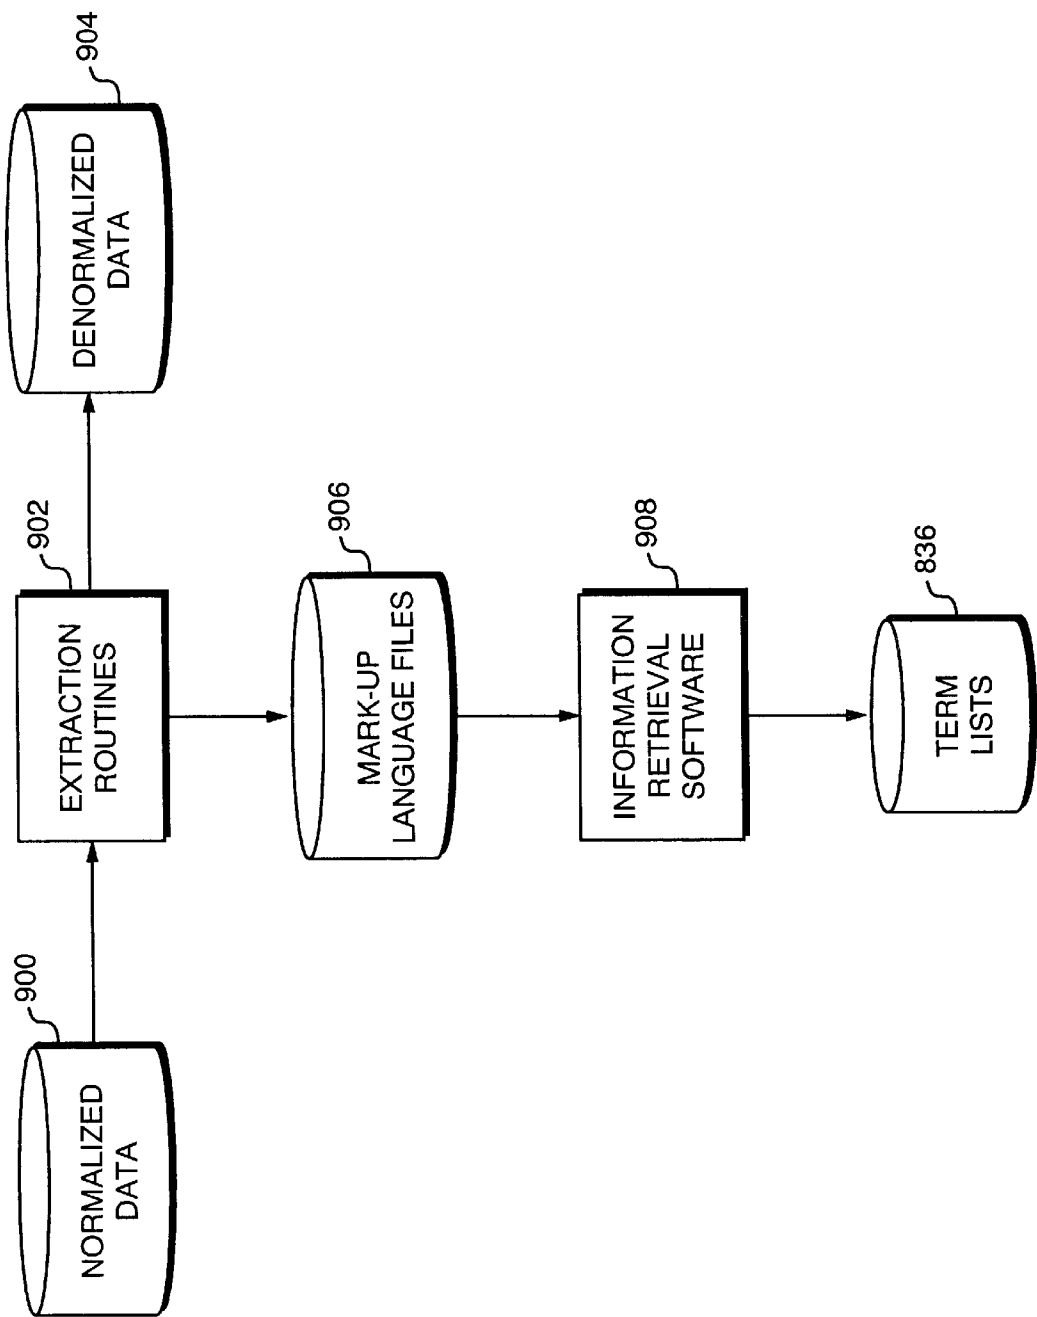 900
NORMALIZED
DATA
902
EXTRACTION
ROUTINES
904
DENORMALIZED
DATA
906
MARK-UP
LANGUAGE FILES
908
INFORMATION
RETRIEVAL
SOFTWARE
836
TERM
LISTS